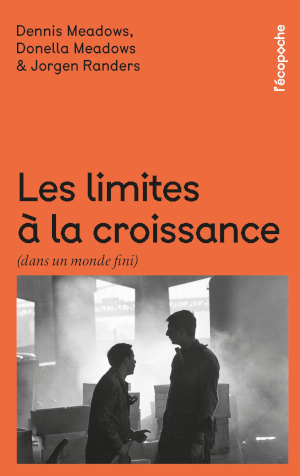 Dennis Meadows,
Donella Meadows
& Jorgen Randers
l'écopoche
Les limites
à la croissance
(dans un monde fini)